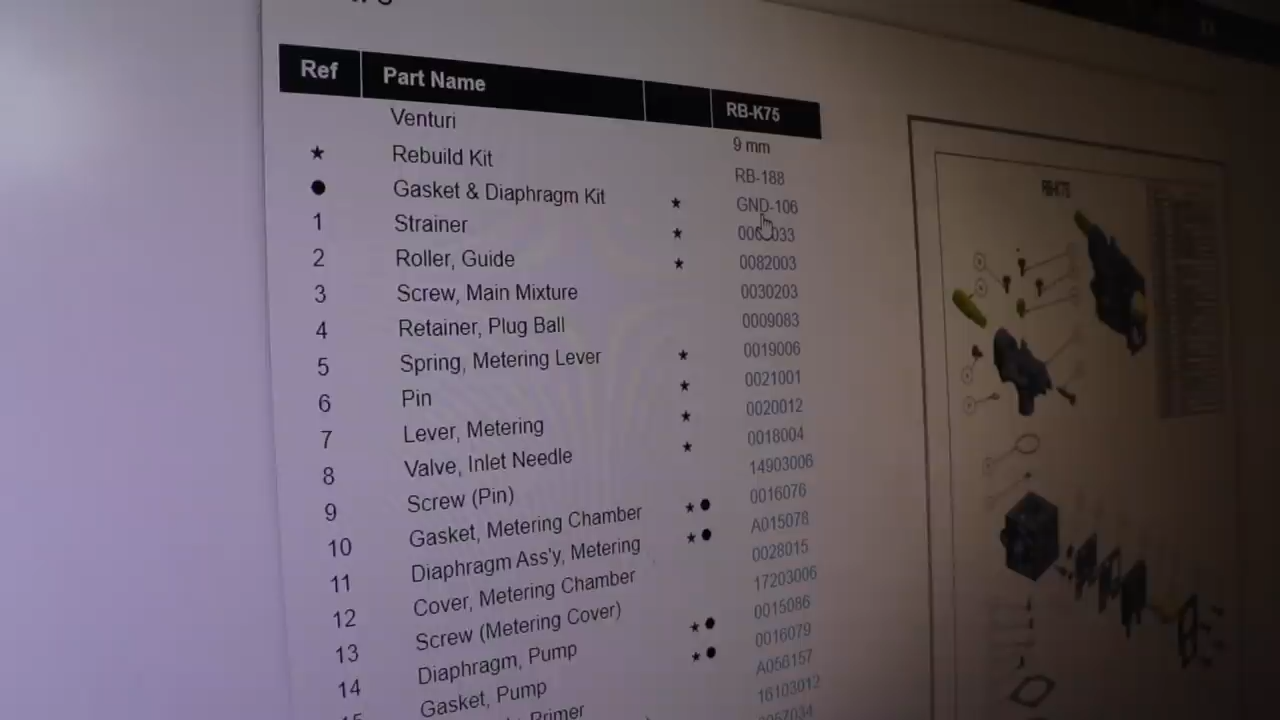 Ref Part Name RB-K75
Venturi 9 mm
★ Rebuild Kit RB-188
● Gasket & Diaphragm Kit ★ GND-106
1 Strainer ★
2 Roller, Guide ★ 0082003
3 Screw, Main Mixture 0030203
4 Retainer, Plug Ball 0009083
5 Spring, Metering Lever ★ 0019006
6 Pin ★ 0021001
7 Lever, Metering ★ 0020012
8 Valve, Inlet Needle ★ 0018004
9 Screw (Pin) 14903006
10 Gasket, Metering Chamber ★ ● 0016076
11 Diaphragm Ass'y, Metering ★ ● A015078
12 Cover, Metering Chamber 0028015
13 Screw (Metering Cover) 17203006
14 Diaphragm, Pump ★ ● 0015086
15 Gasket, Pump ★ ● 0016079
Primer A056157
16103012
RB-K75